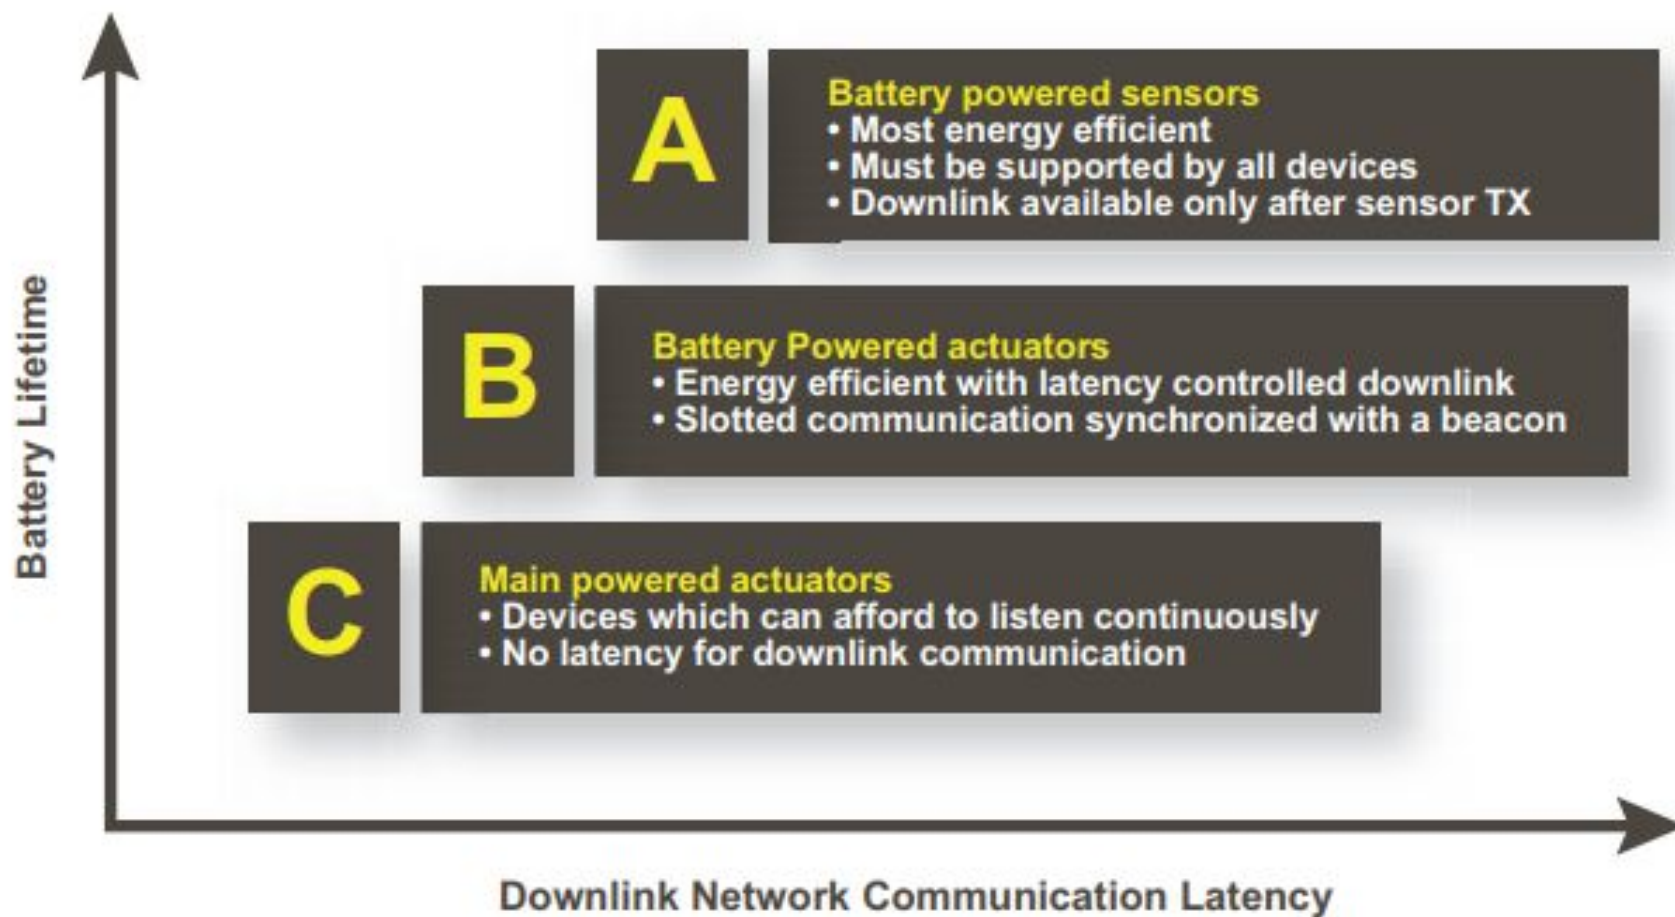 A
Battery powered sensors
• Most energy efficient
• Must be supported by all devices
• Downlink available only after sensor TX
B
Battery Powered actuators
• Energy efficient with latency controlled downlink
• Slotted communication synchronized with a beacon
C
Main powered actuators
• Devices which can afford to listen continuously
• No latency for downlink communication
Battery Lifetime
Downlink Network Communication Latency